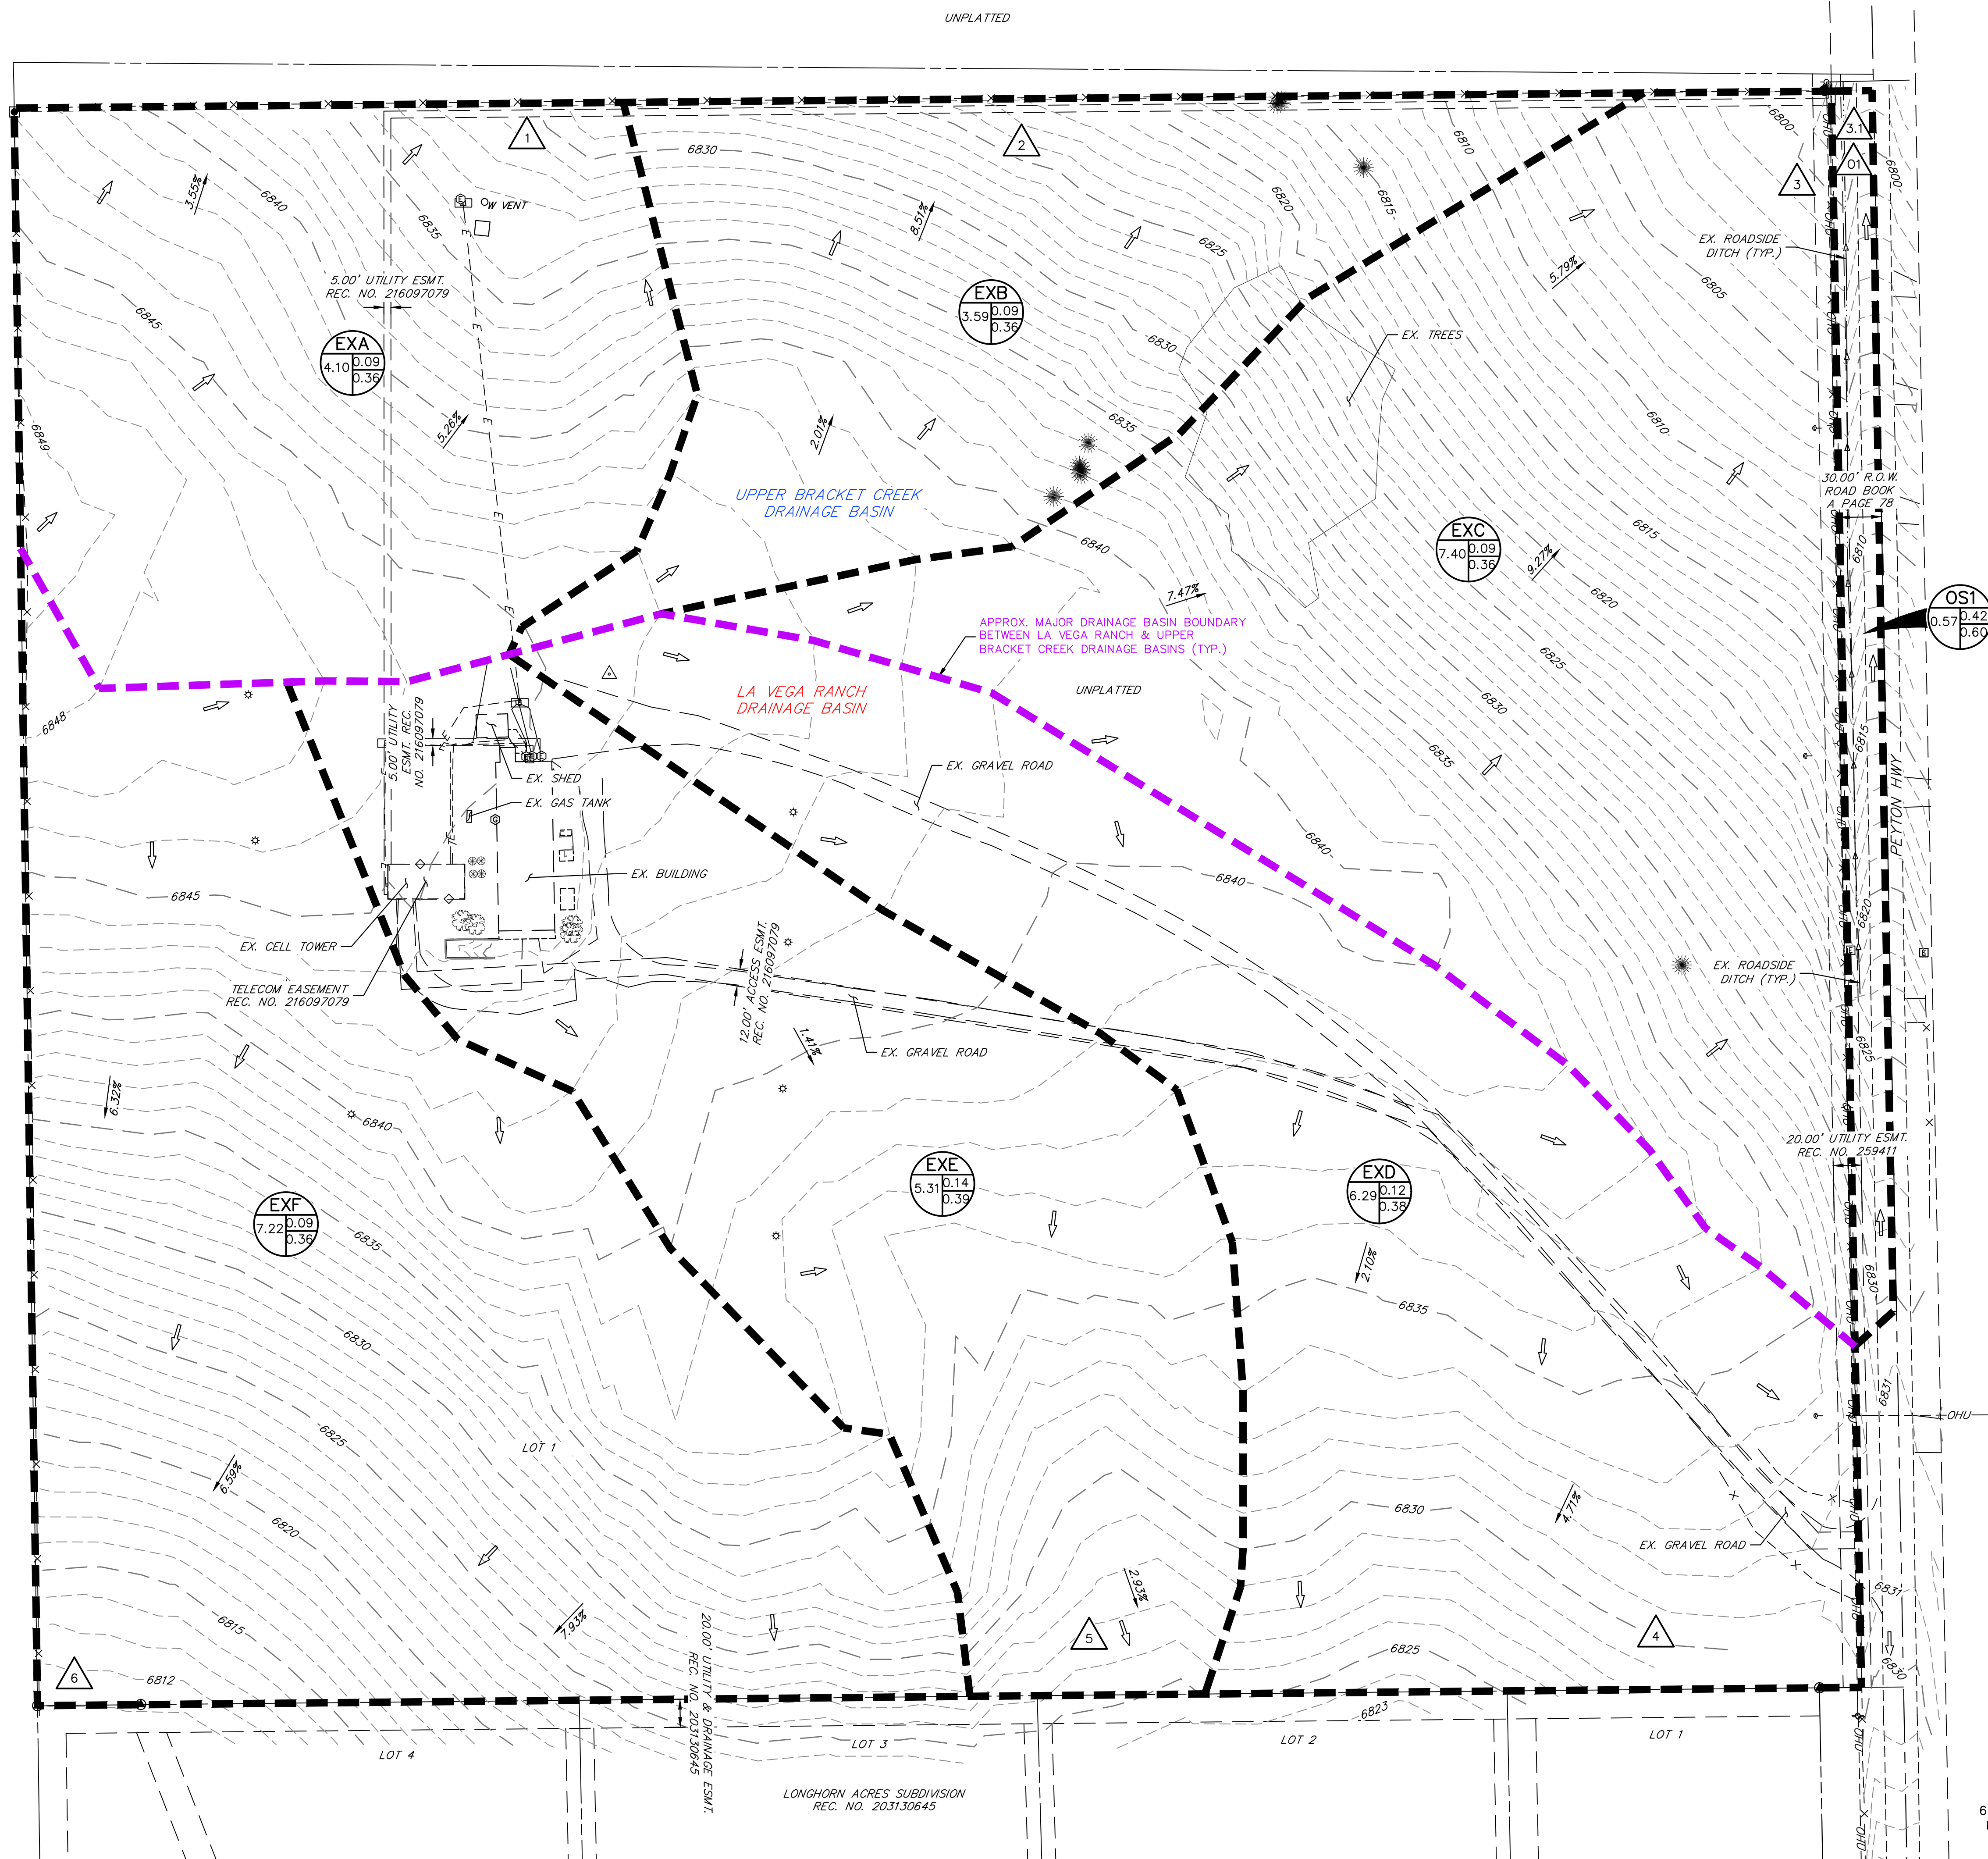 UNPLATTED
1
2
3.1
O1
3
6800
6800
6810
6830
6840
6835
W VENT
3.55%
8.51%
6820
6815
6825
5.79%
6805
EX. ROADSIDE
DITCH (TYP.)
5.00' UTILITY ESMT.
REC. NO. 216097079
6845
EXA
4.10
0.09
0.36
EXB
3.59
0.09
0.36
6830
EX. TREES
6849
5.26%
2.01%
6835
6810
UPPER BRACKET CREEK
DRAINAGE BASIN
30.00' R.O.W.
ROAD BOOK
A PAGE 78
6840
EXC
7.40
0.09
0.36
9.27%
6815
6810
7.47%
6820
OS1
0.57
0.42
0.60
APPROX. MAJOR DRAINAGE BASIN BOUNDARY
BETWEEN LA VEGA RANCH & UPPER
BRACKET CREEK DRAINAGE BASINS (TYP.)
6825
LA VEGA RANCH
DRAINAGE BASIN
UNPLATTED
6830
6848
5.00' UTILITY
ESMT. REC.
NO. 216097079
6835
6815
EX. SHED
EX. GRAVEL ROAD
EX. GAS TANK
PEYTON HWY
6840
EX. BUILDING
6840
6845
EX. CELL TOWER
6820
12.00' ACCESS ESMT.
REC. NO. 216097079
EX. ROADSIDE
DITCH (TYP.)
TELECOM EASEMENT
REC. NO. 216097079
1.41%
EX. GRAVEL ROAD
6825
6.32%
6840
20.00' UTILITY ESMT.
REC. NO. 259411
EXE
5.31
0.14
0.39
EXD
6.29
0.12
0.38
EXF
7.22
0.09
0.36
6835
2.10%
6830
6835
6830
6831
OHU
6825
LOT 1
6.59%
6830
4.71%
6820
EX. GRAVEL ROAD
2.93%
6831
6815
7.93%
5
4
6825
6830
6
6812
20.00' UTILITY & DRAINAGE ESMT.
REC. NO. 203130645
6823
LOT 4
LOT 3
LOT 2
LOT 1
LONGHORN ACRES SUBDIVISION
REC. NO. 203130645